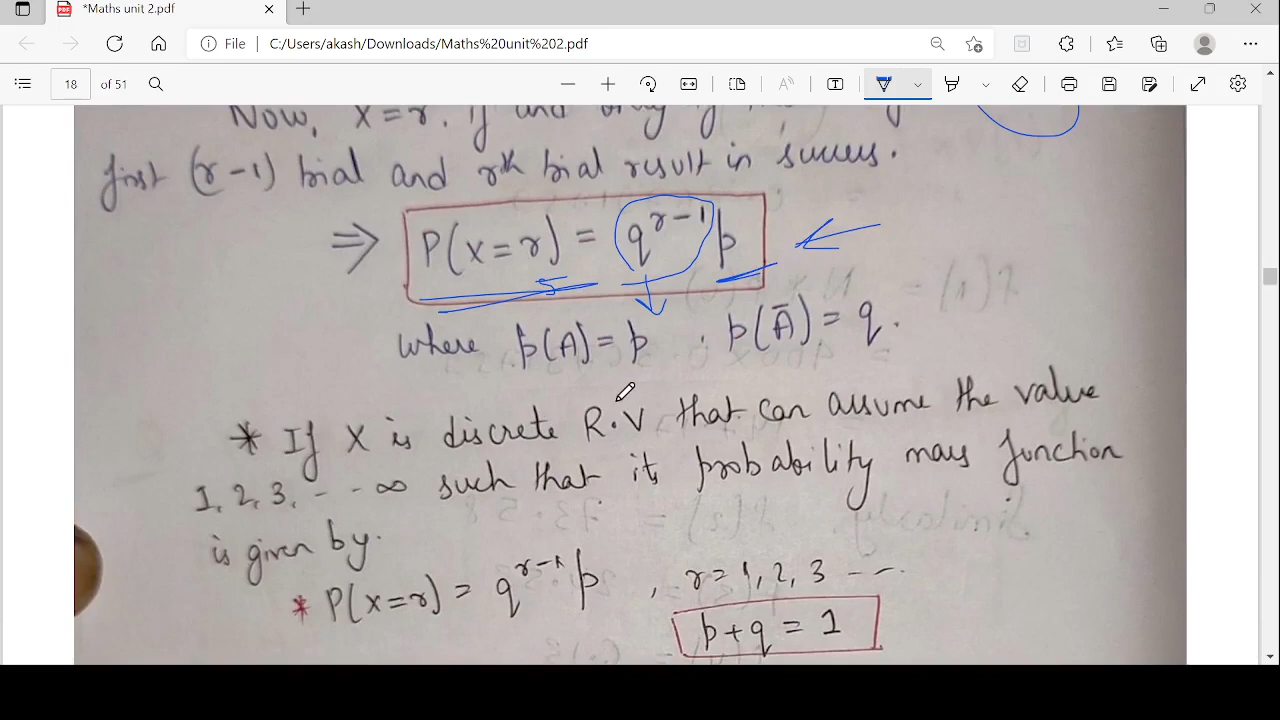 *Maths unit 2.pdf
File | C:/Users/akash/Downloads/Maths%20unit%202.pdf
18 of 51
Now, X=r. if and only if
first (r-1) trial and rth trial result in success.
⇒ P(X=r) = q^{r-1} p
5
where p(A)=p , p(Ā)=q.
* If X is discrete R.V that can assume the value
1, 2, 3, - - ∞ such that its probability mass function
is given by.
* P(X=r) = q^{r-1} p , r=1, 2, 3 ---.
p+q = 1